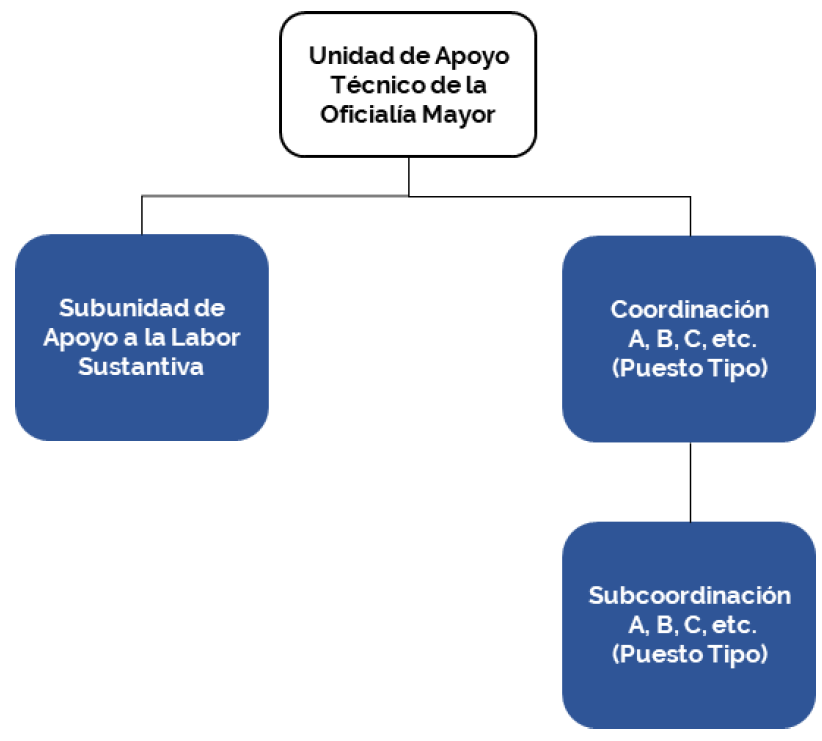 Unidad de Apoyo
Técnico de la
Oficialía Mayor
Subunidad de
Apoyo a la Labor
Sustantiva
Coordinación
A, B, C, etc.
(Puesto Tipo)
Subcoordinación
A, B, C, etc.
(Puesto Tipo)